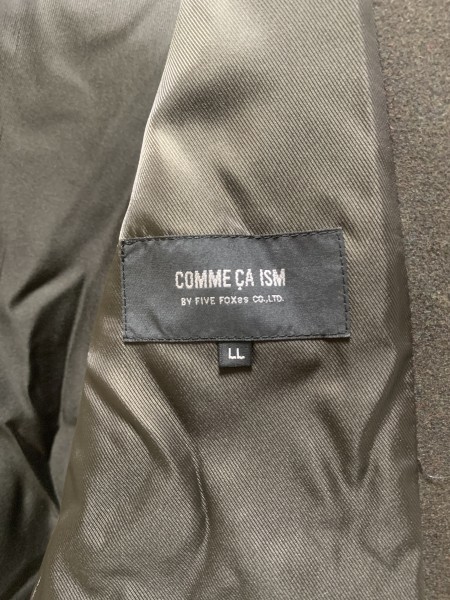 COMME ÇA ISM
BY FIVE FOXes CO.,LTD.
LL